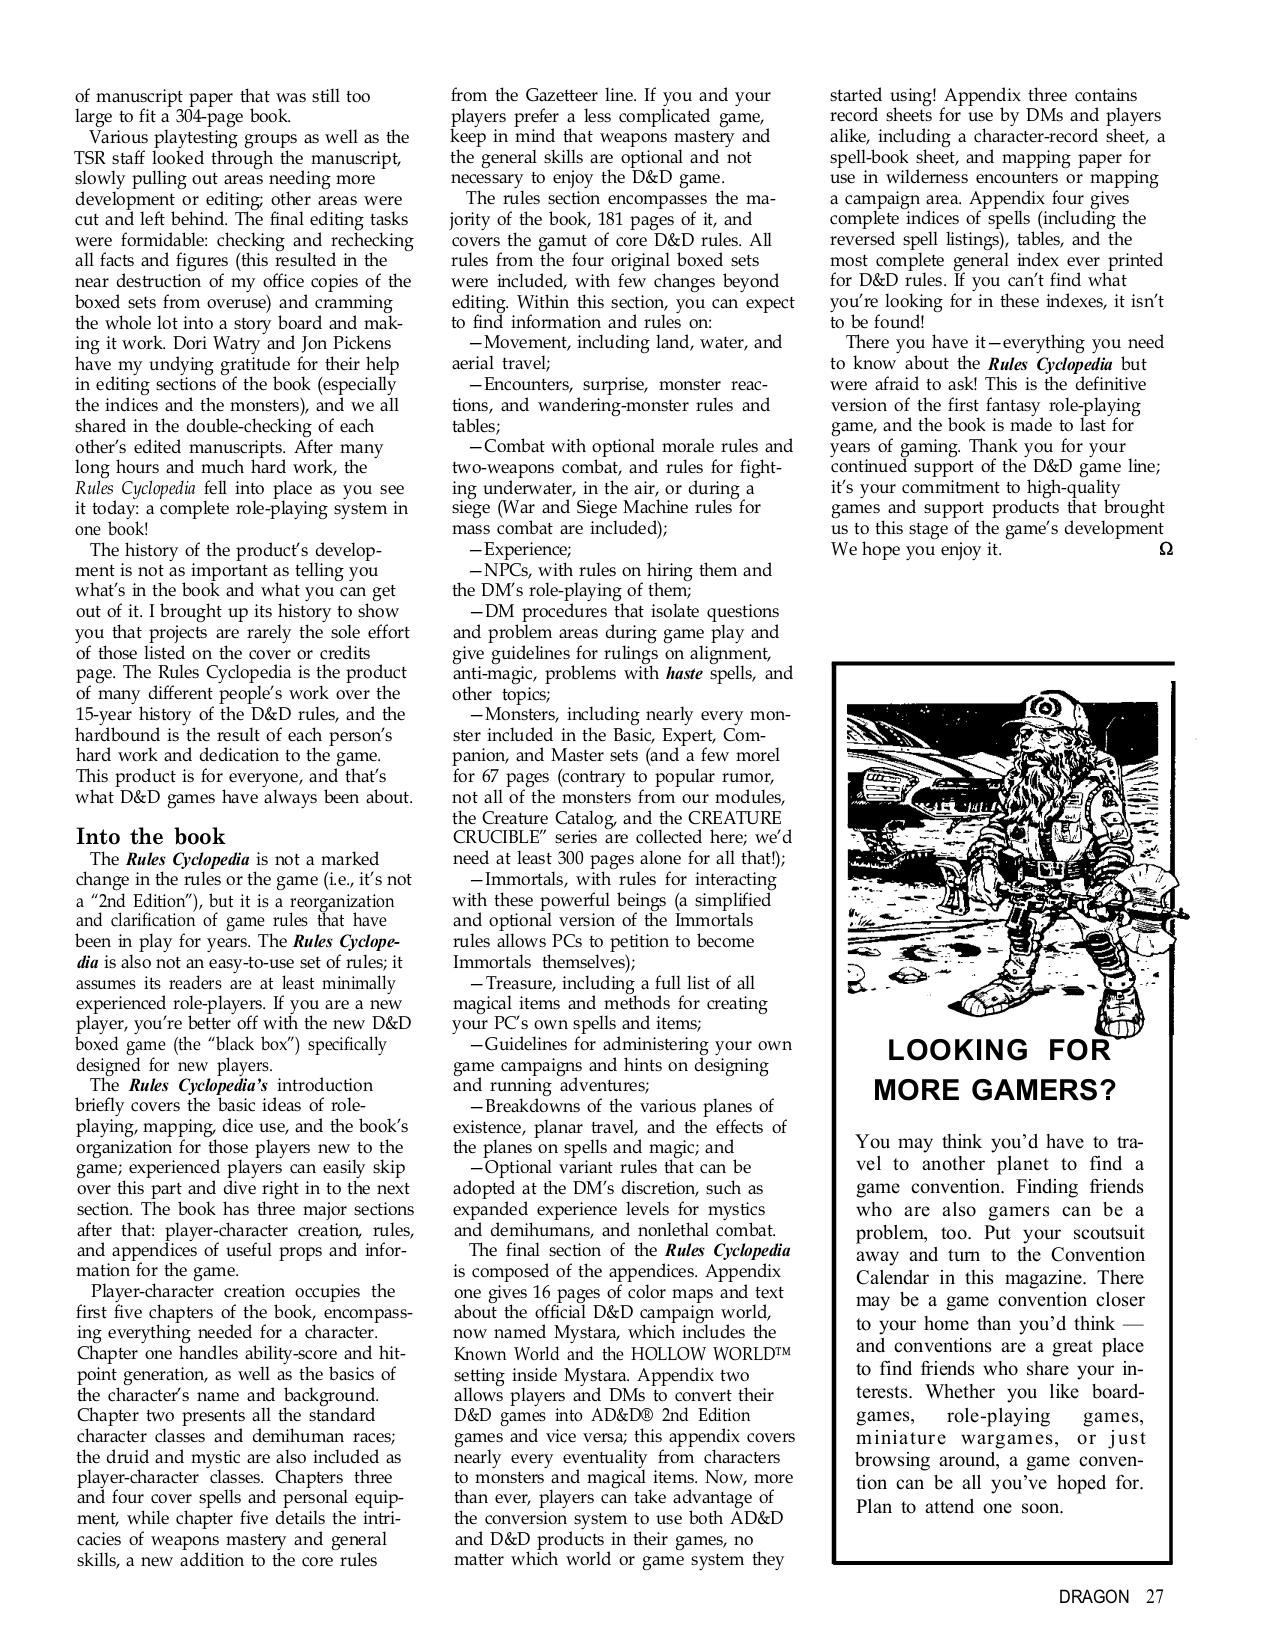 of manuscript paper that was still too
large to fit a 304-page book.
Various playtesting groups as well as the
TSR staff looked through the manuscript,
slowly pulling out areas needing more
development or editing; other areas were
cut and left behind. The final editing tasks
were formidable: checking and rechecking
all facts and figures (this resulted in the
near destruction of my office copies of the
boxed sets from overuse) and cramming
the whole lot into a story board and mak-
ing it work. Dori Watry and Jon Pickens
have my undying gratitude for their help
in editing sections of the book (especially
the indices and the monsters), and we all
shared in the double-checking of each
other's edited manuscripts. After many
long hours and much hard work, the
Rules Cyclopedia fell into place as you see
it today: a complete role-playing system in
one book!
The history of the product's develop-
ment is not as important as telling you
what's in the book and what you can get
out of it. I brought up its history to show
you that projects are rarely the sole effort
of those listed on the cover or credits
page. The Rules Cyclopedia is the product
of many different people's work over the
15-year history of the D&D rules, and the
hardbound is the result of each person's
hard work and dedication to the game.
This product is for everyone, and that's
what D&D games have always been about.
Into the book
The Rules Cyclopedia is not a marked
change in the rules or the game (i.e., it's not
a "2nd Edition"), but it is a reorganization
and clarification of game rules that have
been in play for years. The Rules Cyclope-
dia is also not an easy-to-use set of rules; it
assumes its readers are at least minimally
experienced role-players. If you are a new
player, you're better off with the new D&D
boxed game (the "black box") specifically
designed for new players.
The Rules Cyclopedia's introduction
briefly covers the basic ideas of role-
playing, mapping, dice use, and the book's
organization for those players new to the
game; experienced players can easily skip
over this part and dive right in to the next
section. The book has three major sections
after that: player-character creation, rules,
and appendices of useful props and infor-
mation for the game.
Player-character creation occupies the
first five chapters of the book, encompass-
ing everything needed for a character.
Chapter one handles ability-score and hit-
point generation, as well as the basics of
the character's name and background.
Chapter two presents all the standard
character classes and demihuman races;
the druid and mystic are also included as
player-character classes. Chapters three
and four cover spells and personal equip-
ment, while chapter five details the intri-
cacies of weapons mastery and general
skills, a new addition to the core rules
from the Gazetteer line. If you and your
players prefer a less complicated game,
keep in mind that weapons mastery and
the general skills are optional and not
necessary to enjoy the D&D game.
The rules section encompasses the ma-
jority of the book, 181 pages of it, and
covers the gamut of core D&D rules. All
rules from the four original boxed sets
were included, with few changes beyond
editing. Within this section, you can expect
to find information and rules on:
—Movement, including land, water, and
aerial travel;
—Encounters, surprise, monster reac-
tions, and wandering-monster rules and
tables;
—Combat with optional morale rules and
two-weapons combat, and rules for fight-
ing underwater, in the air, or during a
siege (War and Siege Machine rules for
mass combat are included);
—Experience;
—NPCs, with rules on hiring them and
the DM's role-playing of them;
—DM procedures that isolate questions
and problem areas during game play and
give guidelines for rulings on alignment,
anti-magic, problems with haste spells, and
other topics;
—Monsters, including nearly every mon-
ster included in the Basic, Expert, Com-
panion, and Master sets (and a few morel
for 67 pages (contrary to popular rumor,
not all of the monsters from our modules,
the Creature Catalog, and the CREATURE
CRUCIBLE" series are collected here; we'd
need at least 300 pages alone for all that!);
—Immortals, with rules for interacting
with these powerful beings (a simplified
and optional version of the Immortals
rules allows PCs to petition to become
Immortals themselves);
—Treasure, including a full list of all
magical items and methods for creating
your PC's own spells and items;
—Guidelines for administering your own
game campaigns and hints on designing
and running adventures;
—Breakdowns of the various planes of
existence, planar travel, and the effects of
the planes on spells and magic; and
—Optional variant rules that can be
adopted at the DM's discretion, such as
expanded experience levels for mystics
and demihumans, and nonlethal combat.
The final section of the Rules Cyclopedia
is composed of the appendices. Appendix
one gives 16 pages of color maps and text
about the official D&D campaign world,
now named Mystara, which includes the
Known World and the HOLLOW WORLD™
setting inside Mystara. Appendix two
allows players and DMs to convert their
D&D games into AD&D® 2nd Edition
games and vice versa; this appendix covers
nearly every eventuality from characters
to monsters and magical items. Now, more
than ever, players can take advantage of
the conversion system to use both AD&D
and D&D products in their games, no
matter which world or game system they
started using! Appendix three contains
record sheets for use by DMs and players
alike, including a character-record sheet, a
spell-book sheet, and mapping paper for
use in wilderness encounters or mapping
a campaign area. Appendix four gives
complete indices of spells (including the
reversed spell listings), tables, and the
most complete general index ever printed
for D&D rules. If you can't find what
you're looking for in these indexes, it isn't
to be found!
There you have it—everything you need
to know about the Rules Cyclopedia but
were afraid to ask! This is the definitive
version of the first fantasy role-playing
game, and the book is made to last for
years of gaming. Thank you for your
continued support of the D&D game line;
it's your commitment to high-quality
games and support products that brought
us to this stage of the game's development
We hope you enjoy it. Ω
LOOKING FOR
MORE GAMERS?
You may think you'd have to tra-
vel to another planet to find a
game convention. Finding friends
who are also gamers can be a
problem, too. Put your scoutsuit
away and turn to the Convention
Calendar in this magazine. There
may be a game convention closer
to your home than you'd think —
and conventions are a great place
to find friends who share your in-
terests. Whether you like board-
games, role-playing games,
miniature wargames, or just
browsing around, a game conven-
tion can be all you've hoped for.
Plan to attend one soon.
DRAGON 27